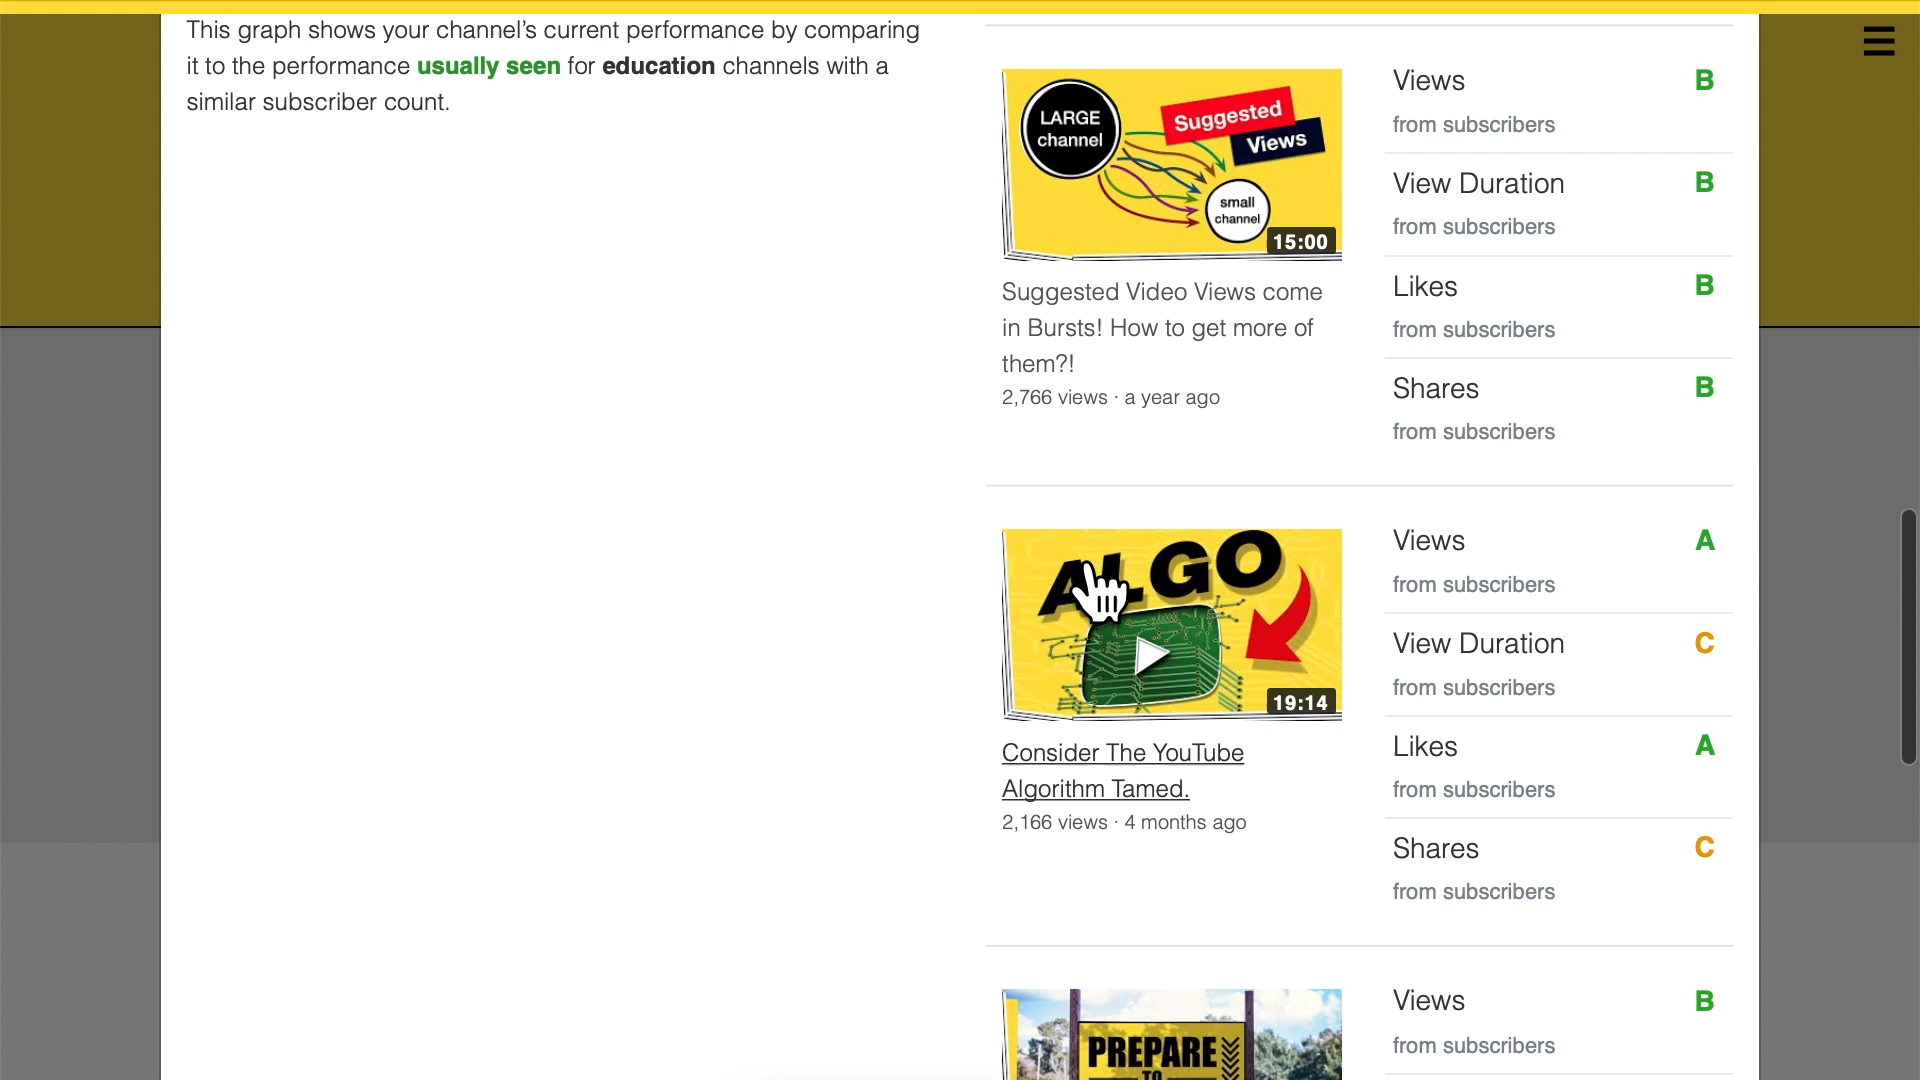 This graph shows your channel's current performance by comparing
it to the performance usually seen for education channels with a
similar subscriber count.
LARGE
channel
Suggested
Views
small
channel
15:00
Suggested Video Views come
in Bursts! How to get more of
them?!
2,766 views · a year ago
Views B
from subscribers
View Duration B
from subscribers
Likes B
from subscribers
Shares B
from subscribers
ALGO
19:14
Consider The YouTube
Algorithm Tamed.
2,166 views · 4 months ago
Views A
from subscribers
View Duration C
from subscribers
Likes A
from subscribers
Shares C
from subscribers
PREPARE
TO
Views B
from subscribers